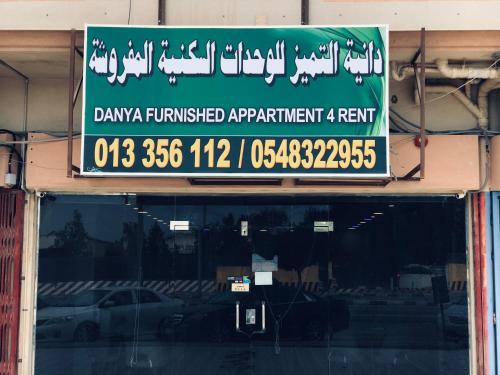 دانية التميز للوحدات السكنية المفروشة
DANYA FURNISHED APPARTMENT 4 RENT
013 356 112 / 0548322955